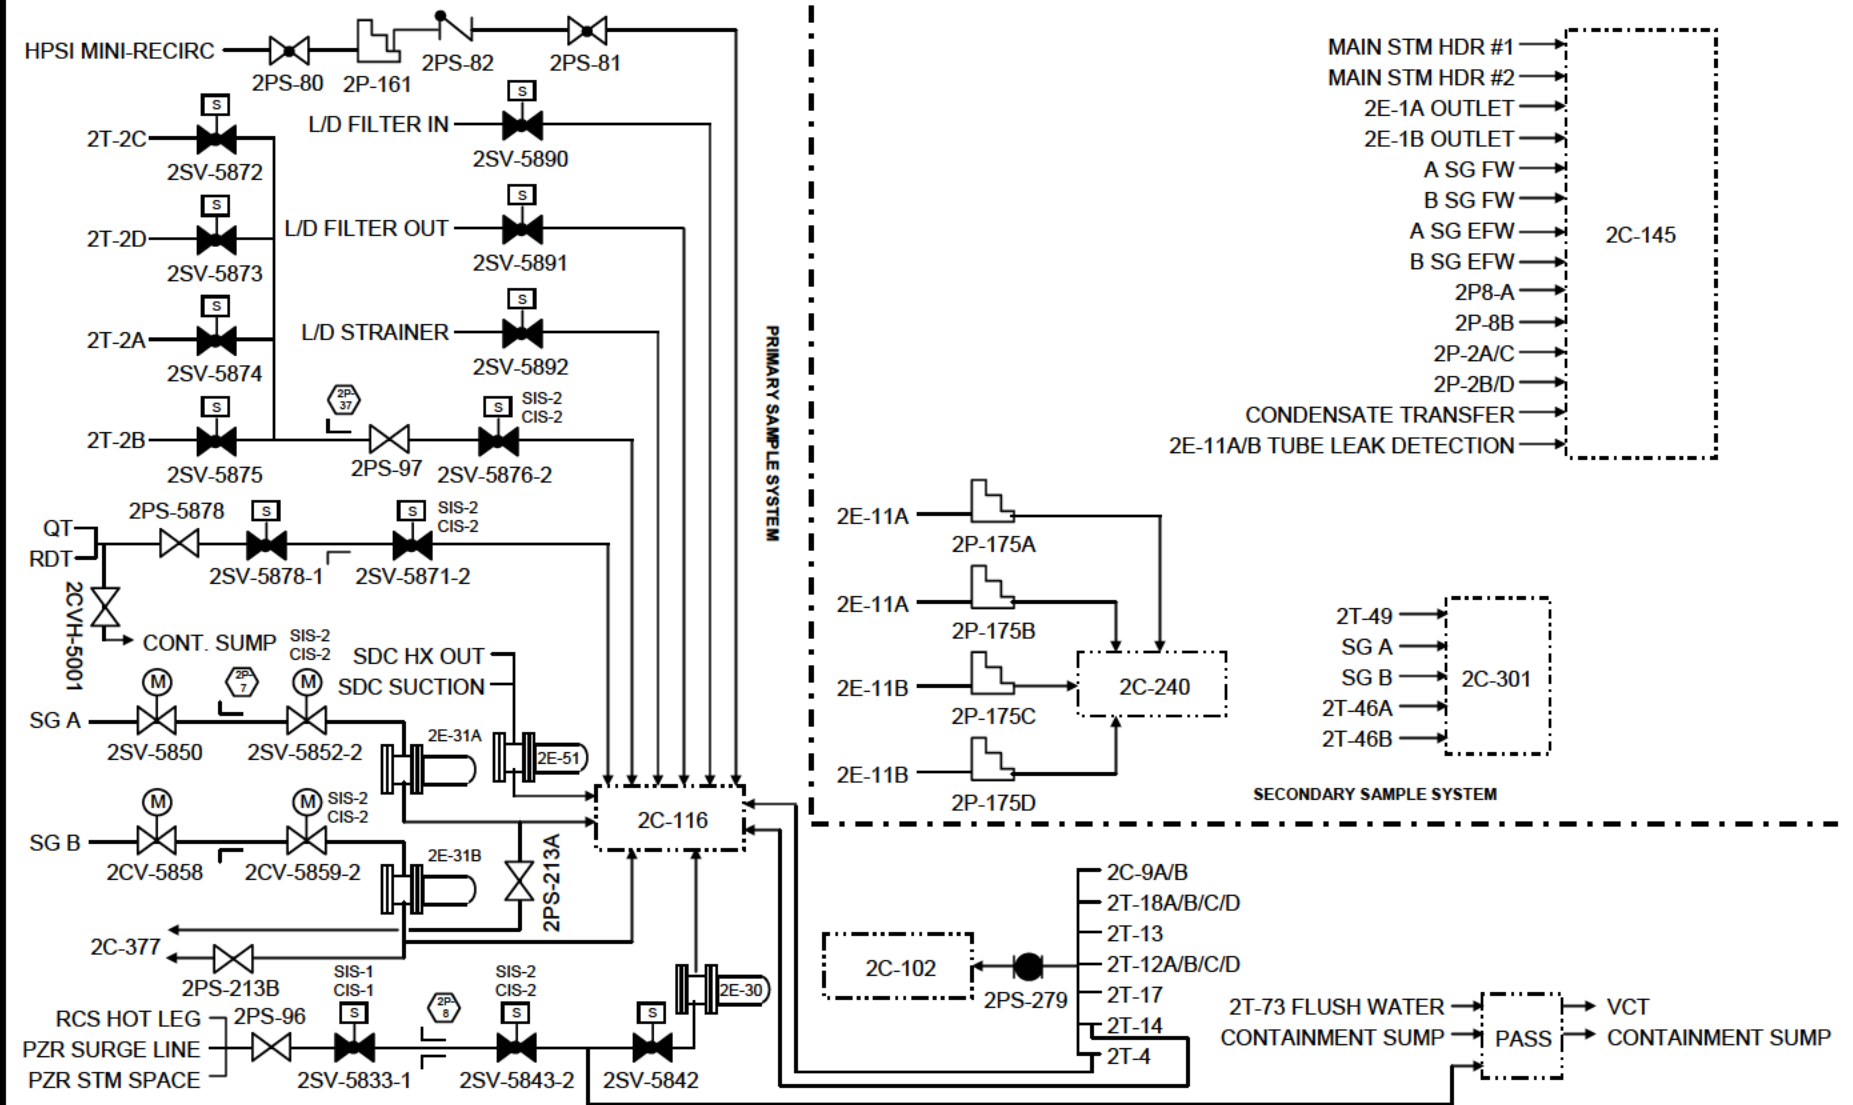 HPSI MINI-RECIRC
2PS-80
2P-161
2PS-82
2PS-81
S
2T-2C
2SV-5872
S
L/D FILTER IN
2SV-5890
S
2T-2D
2SV-5873
S
L/D FILTER OUT
2SV-5891
S
2T-2A
2SV-5874
S
L/D STRAINER
2SV-5892
S
2T-2B
2SV-5875
2P-
37
2PS-97
S
SIS-2
CIS-2
2SV-5876-2
PRIMARY SAMPLE SYSTEM
QT
RDT
2PS-5878
S
2SV-5878-1
S
SIS-2
CIS-2
2SV-5871-2
2CVH-5001
CONT. SUMP
SIS-2
CIS-2
SDC HX OUT
SDC SUCTION
SG A
M
2SV-5850
2P-
7
M
2SV-5852-2
2E-31A
2E-51
SG B
M
2CV-5858
M
SIS-2
CIS-2
2CV-5859-2
2E-31B
2PS-213A
2C-116
2C-377
2PS-213B
RCS HOT LEG
PZR SURGE LINE
PZR STM SPACE
2PS-96
SIS-1
CIS-1
S
2SV-5833-1
2P-
8
SIS-2
CIS-2
S
2SV-5843-2
S
2SV-5842
2E-30
MAIN STM HDR #1
MAIN STM HDR #2
2E-1A OUTLET
2E-1B OUTLET
A SG FW
B SG FW
A SG EFW
B SG EFW
2P8-A
2P-8B
2P-2A/C
2P-2B/D
CONDENSATE TRANSFER
2E-11A/B TUBE LEAK DETECTION
2C-145
2E-11A
2P-175A
2E-11A
2P-175B
2E-11B
2P-175C
2E-11B
2P-175D
2C-240
2T-49
SG A
SG B
2T-46A
2T-46B
2C-301
SECONDARY SAMPLE SYSTEM
2C-102
2PS-279
2C-9A/B
2T-18A/B/C/D
2T-13
2T-12A/B/C/D
2T-17
2T-14
2T-4
2T-73 FLUSH WATER
CONTAINMENT SUMP
PASS
VCT
CONTAINMENT SUMP